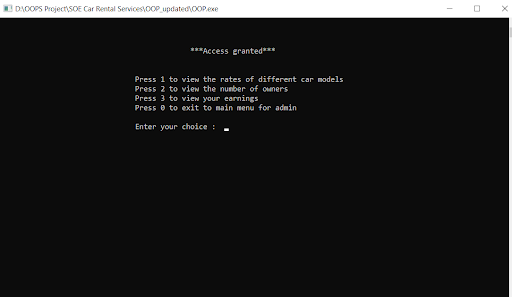 D:\OOPS Project\SOE Car Rental Services\OOP_updated\OOP.exe
***Access granted***
Press 1 to view the rates of different car models
Press 2 to view the number of owners
Press 3 to view your earnings
Press 0 to exit to main menu for admin
Enter your choice :